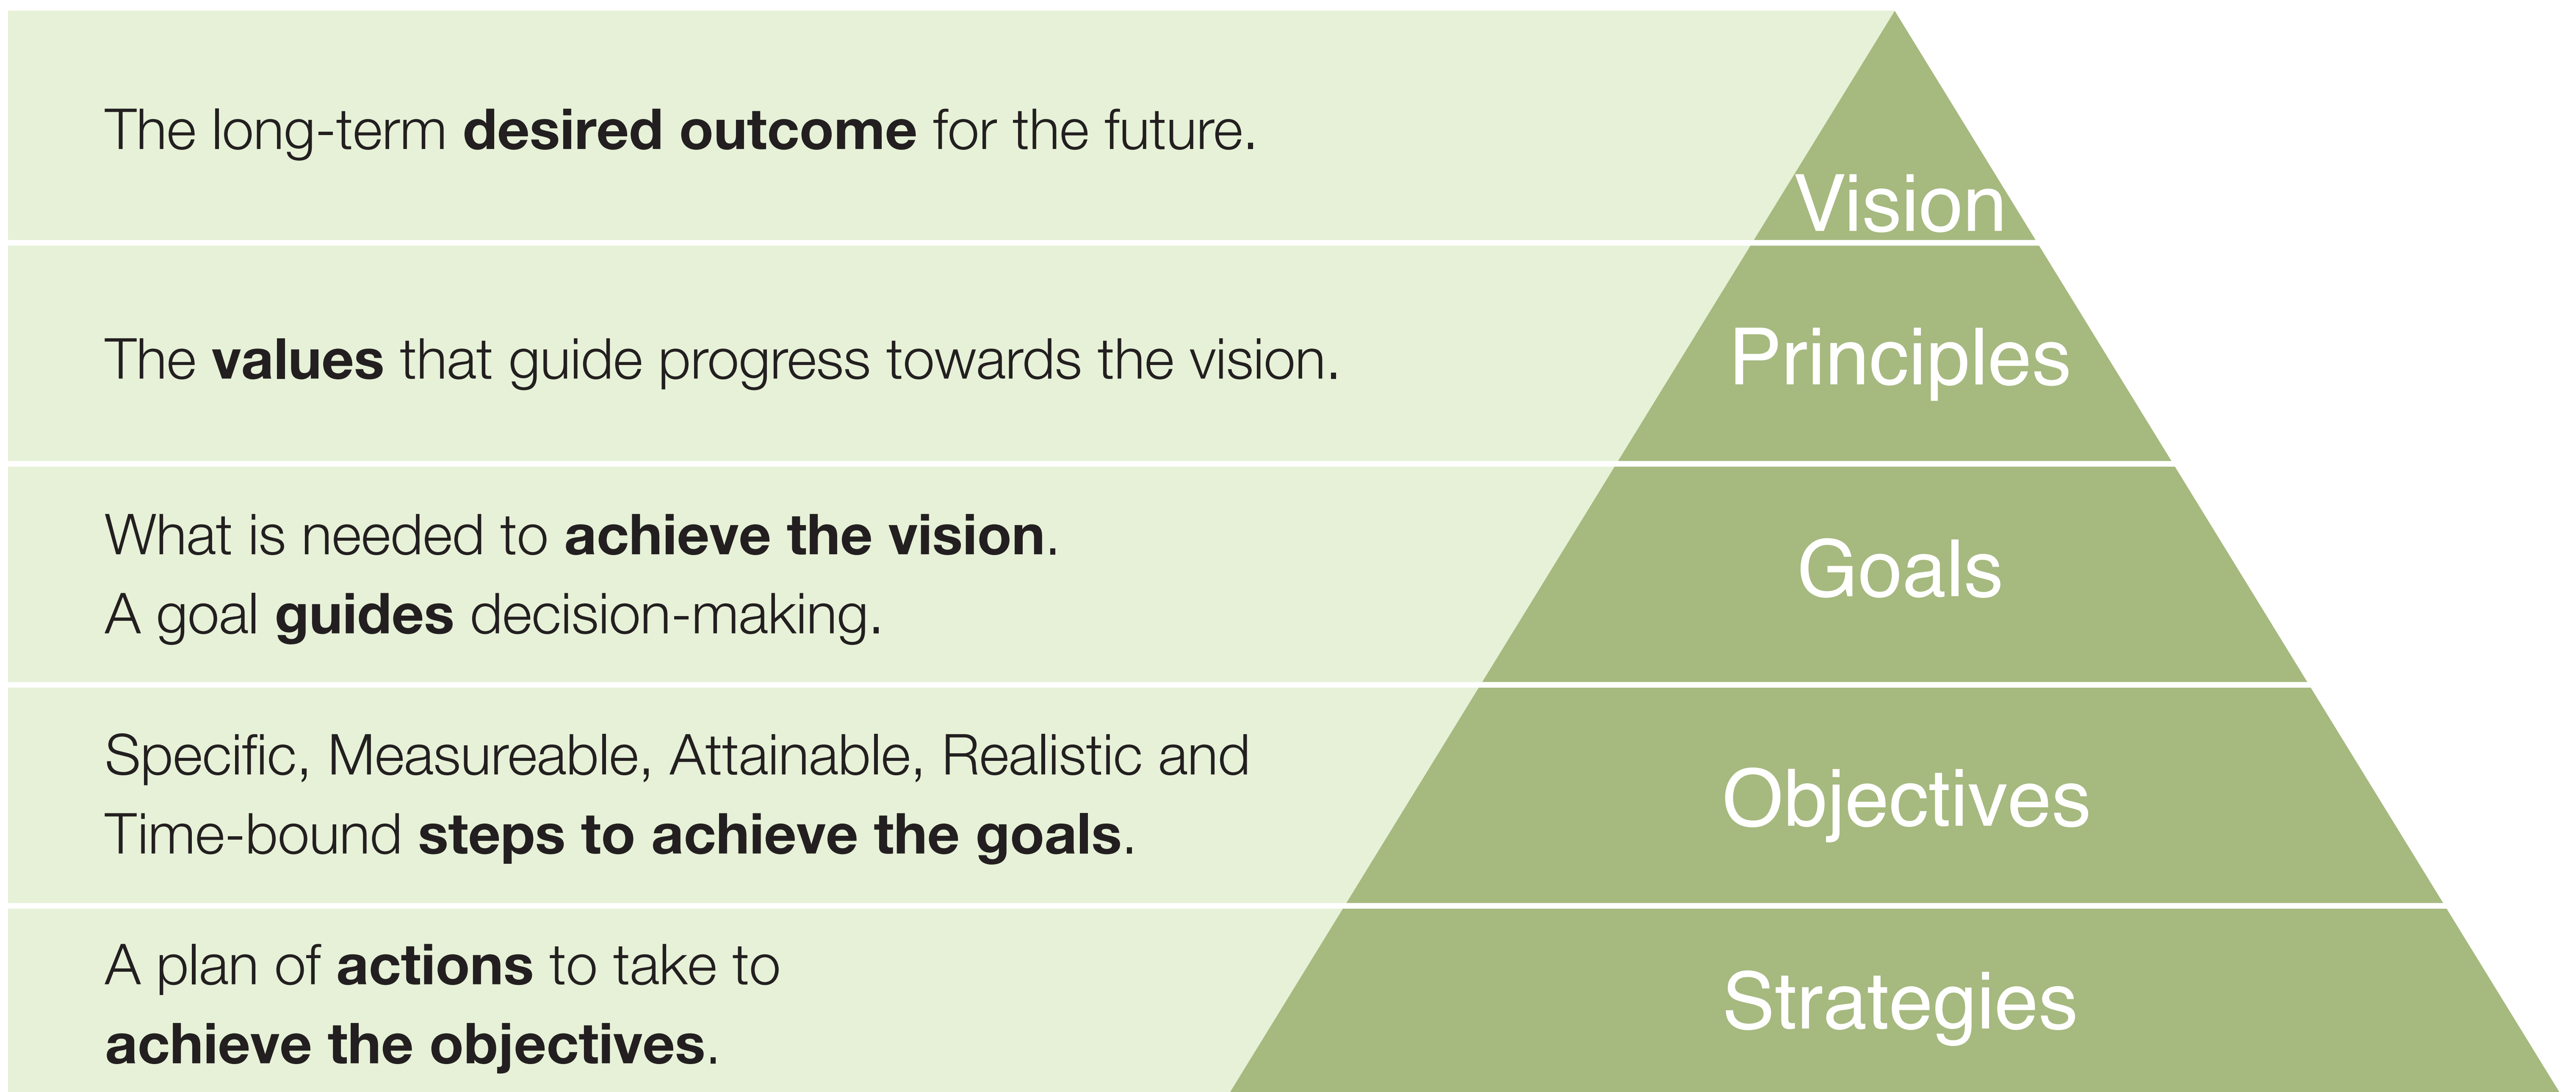 The long-term desired outcome for the future.
Vision
The values that guide progress towards the vision.
Principles
What is needed to achieve the vision.
A goal guides decision-making.
Goals
Specific, Measureable, Attainable, Realistic and
Time-bound steps to achieve the goals.
Objectives
A plan of actions to take to
achieve the objectives.
Strategies